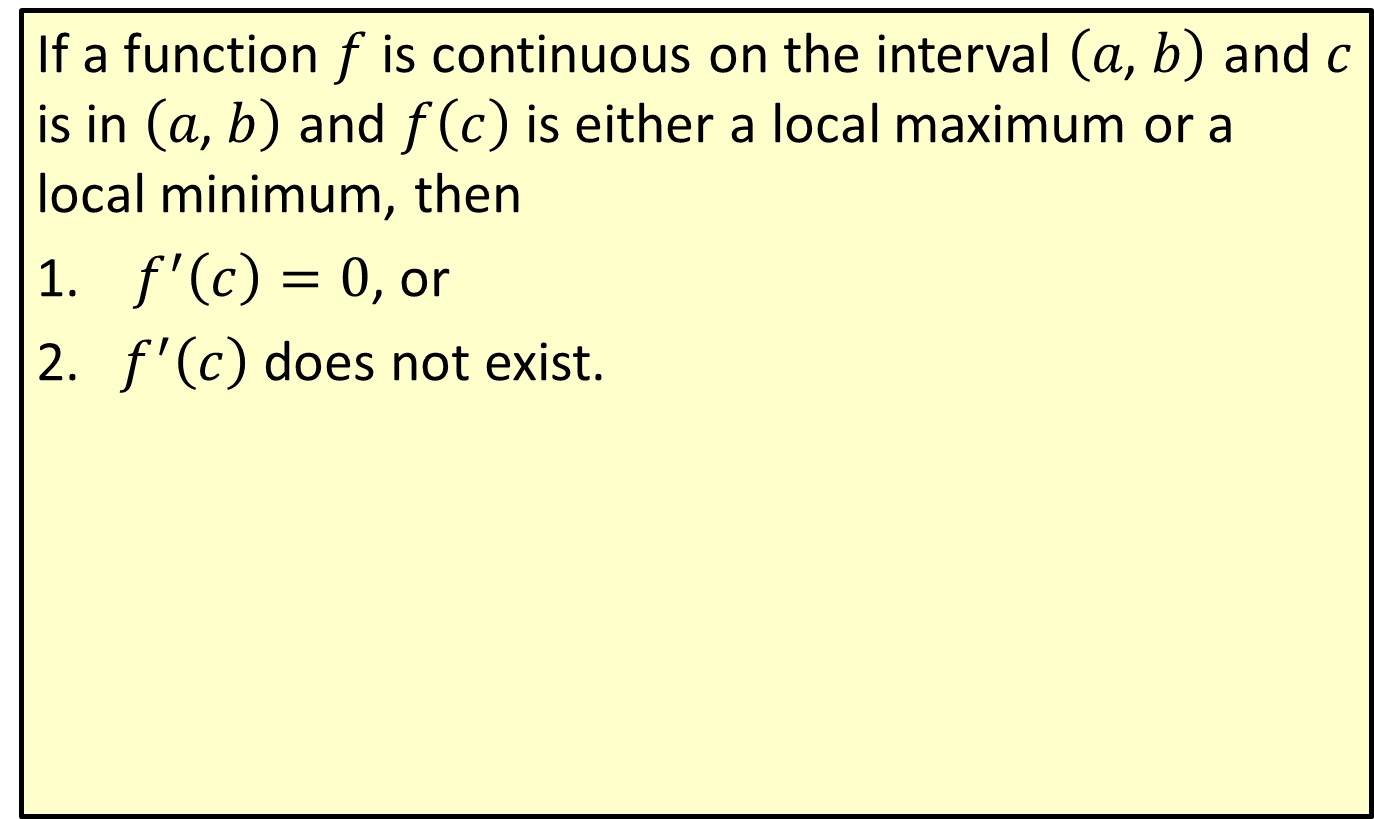 If a function f is continuous on the interval (a, b) and c
is in (a, b) and f(c) is either a local maximum or a
local minimum, then
1. f′(c) = 0, or
2. f′(c) does not exist.